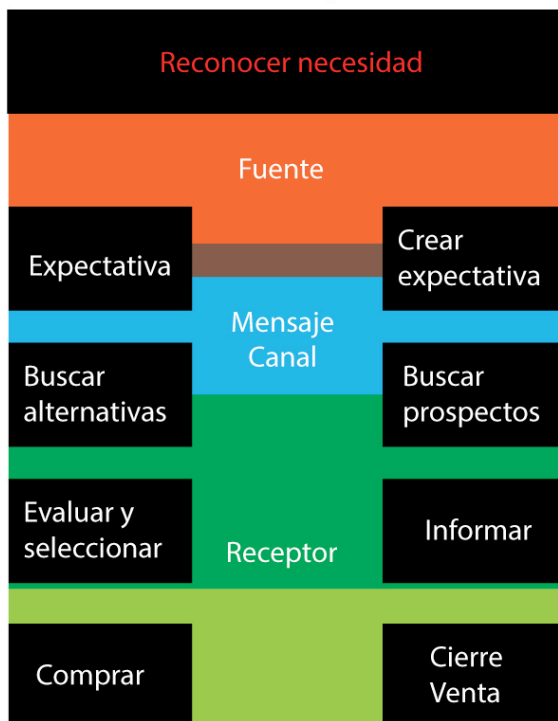 Reconocer necesidad
Fuente
Expectativa
Crear
expectativa
Mensaje
Canal
Buscar
alternativas
Buscar
prospectos
Evaluar y
seleccionar
Receptor
Informar
Comprar
Cierre
Venta